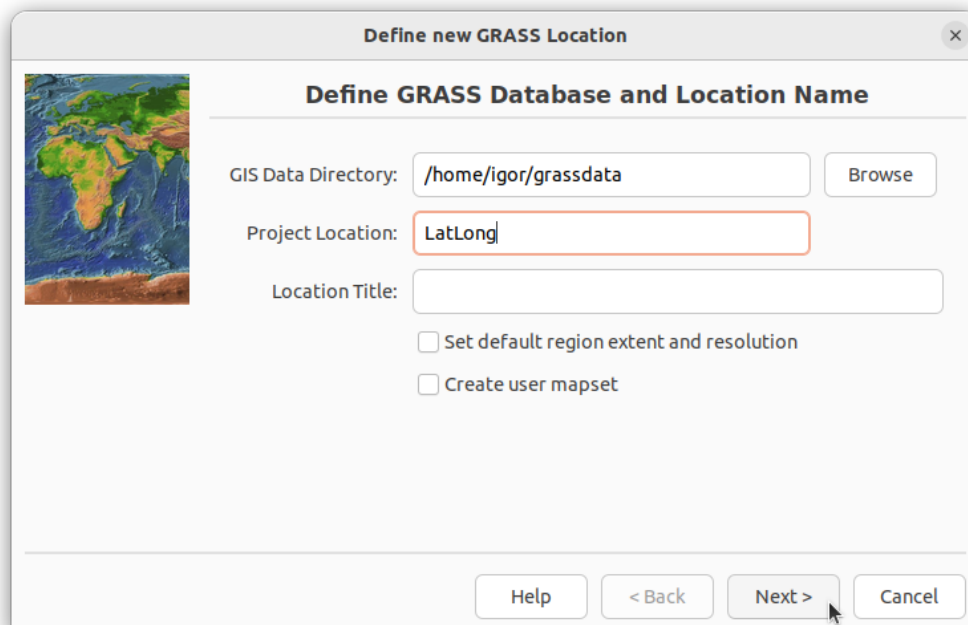 Define new GRASS Location
Define GRASS Database and Location Name
GIS Data Directory: /home/igor/grassdata Browse
Project Location: LatLong
Location Title:
Set default region extent and resolution
Create user mapset
Help < Back Next > Cancel